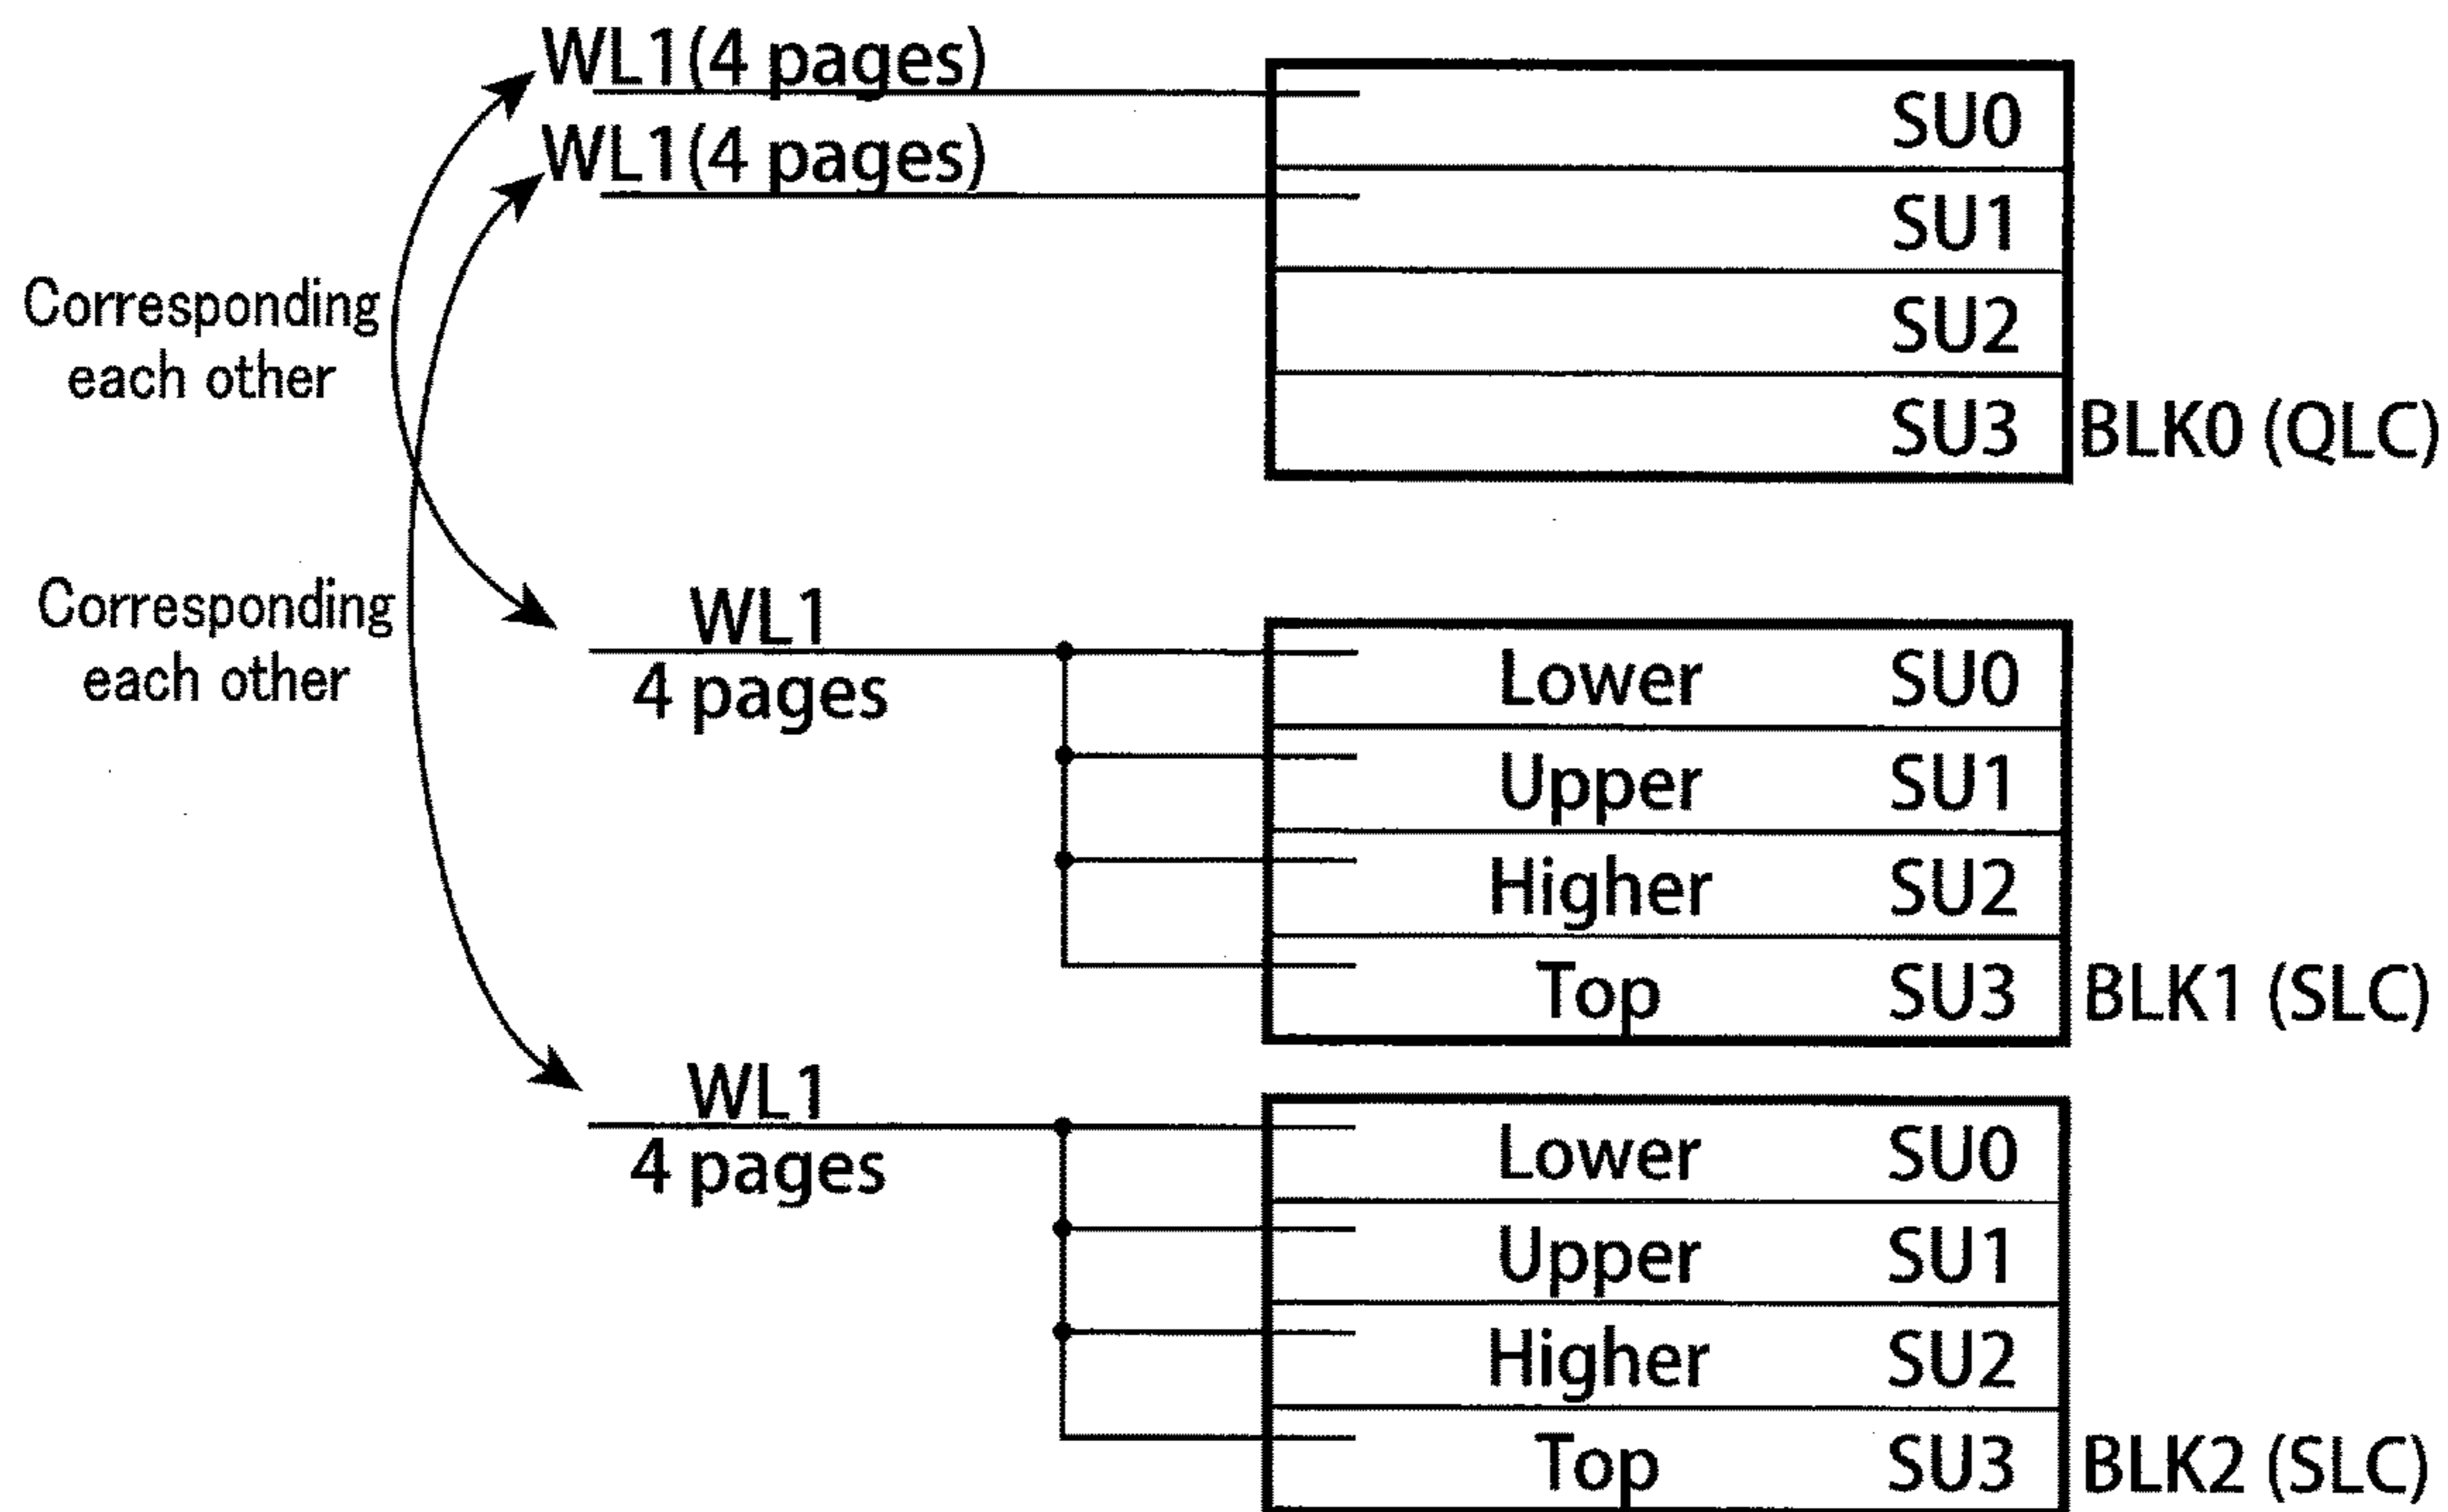 WL1(4 pages)
SU0
WL1(4 pages)
SU1
Corresponding
each other
SU2
SU3 BLK0 (QLC)
Corresponding
each other
WL1
4 pages
Lower SU0
Upper SU1
Higher SU2
Top SU3 BLK1 (SLC)
WL1
4 pages
Lower SU0
Upper SU1
Higher SU2
Top SU3 BLK2 (SLC)